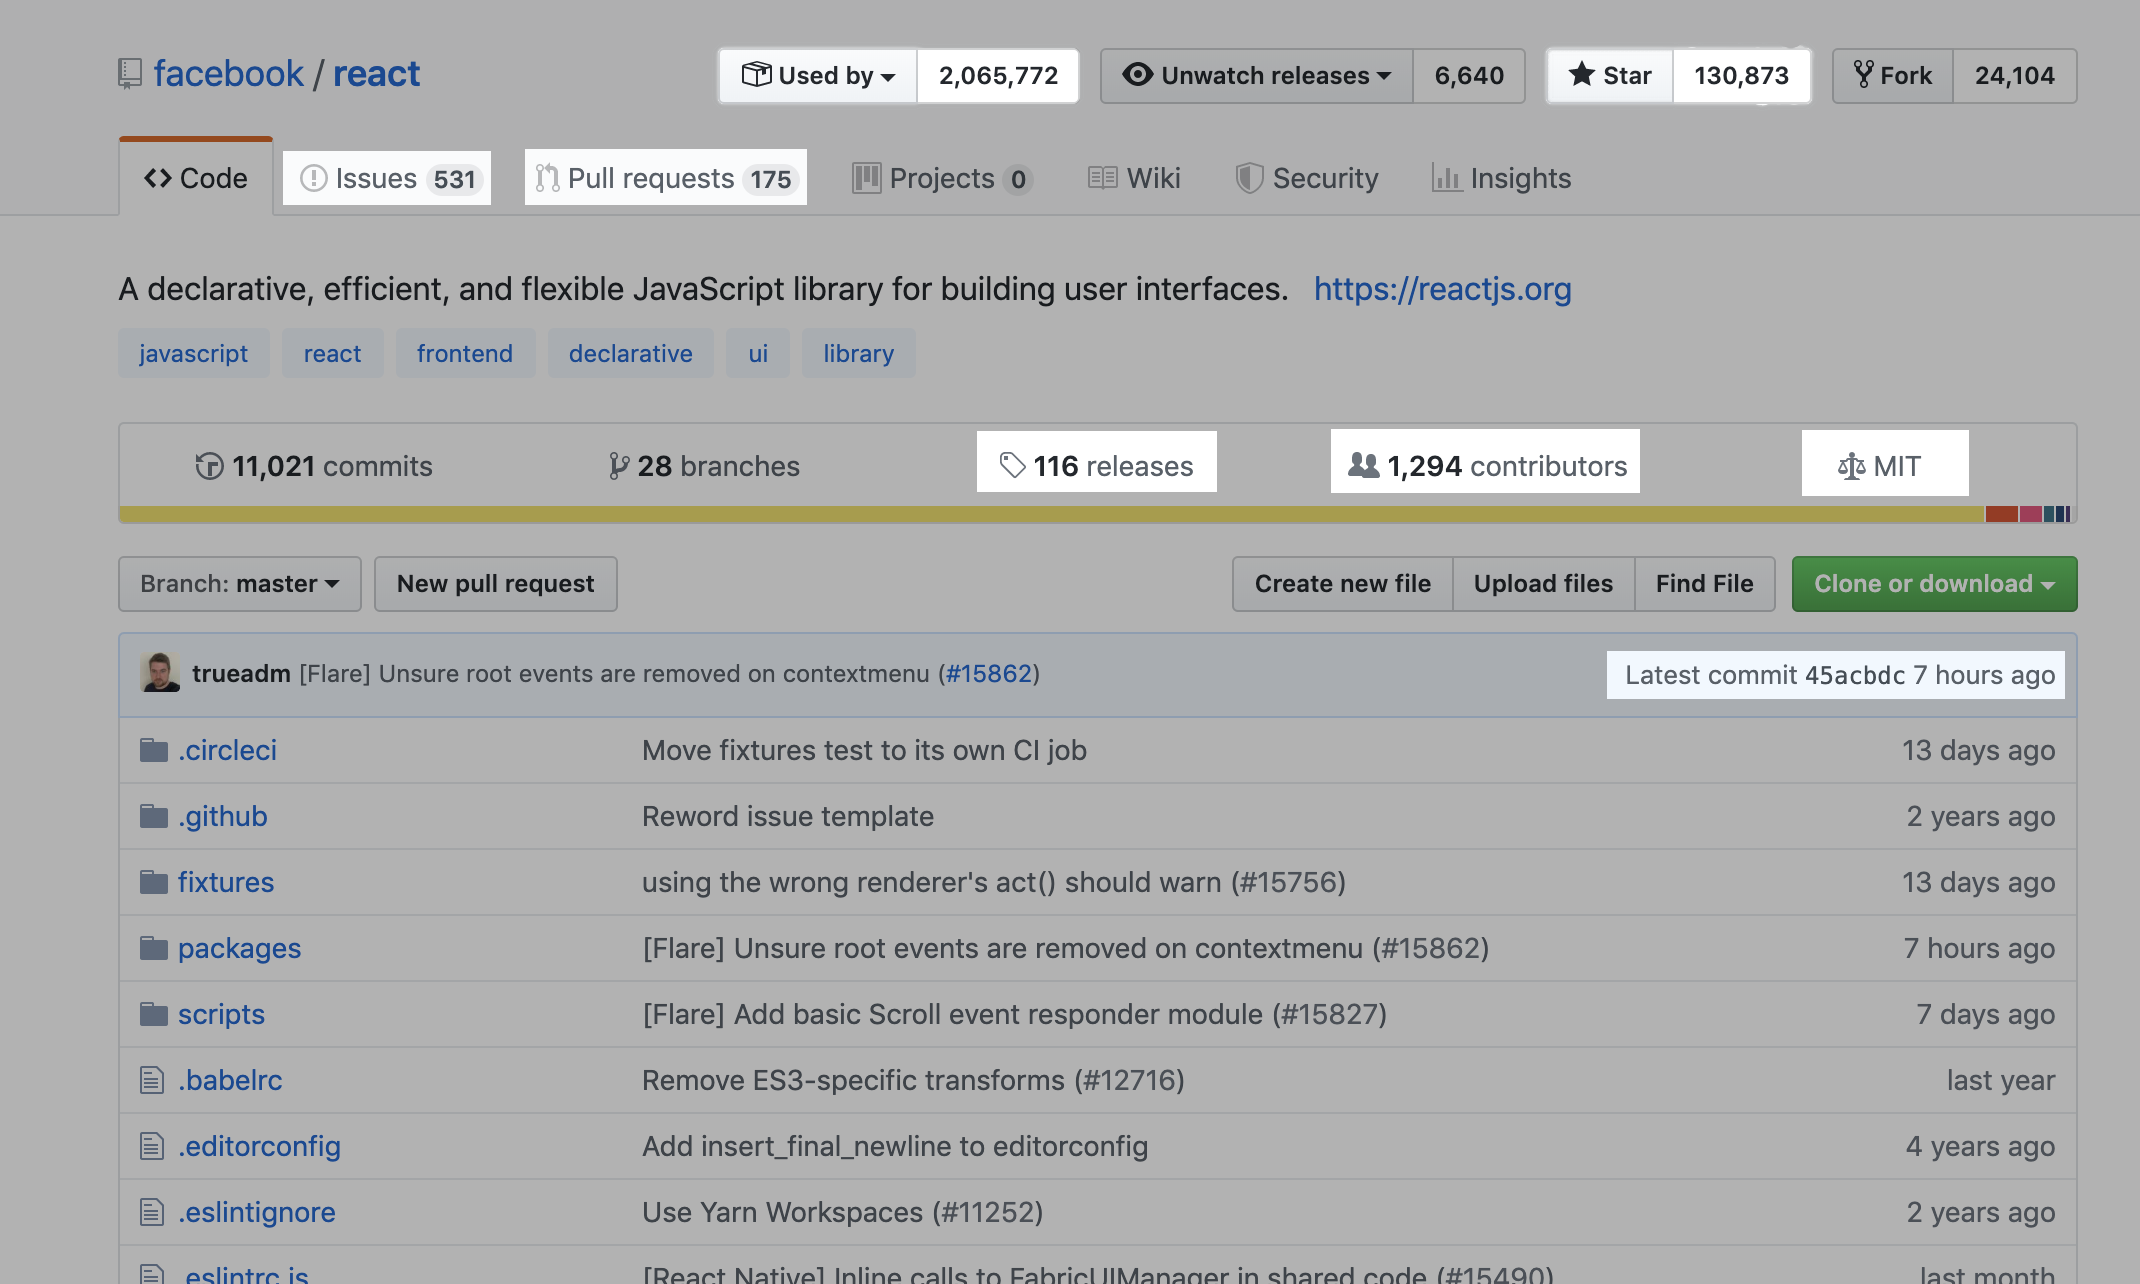 facebook / react
Used by 2,065,772 Unwatch releases 6,640 Star 130,873 Fork 24,104
Code Issues 531 Pull requests 175 Projects 0 Wiki Security Insights
A declarative, efficient, and flexible JavaScript library for building user interfaces. https://reactjs.org
javascript react frontend declarative ui library
11,021 commits 28 branches 116 releases 1,294 contributors MIT
Branch: master New pull request Create new file Upload files Find File Clone or download
trueadm [Flare] Unsure root events are removed on contextmenu (#15862) Latest commit 45acbdc 7 hours ago
.circleci Move fixtures test to its own CI job 13 days ago
.github Reword issue template 2 years ago
fixtures using the wrong renderer's act() should warn (#15756) 13 days ago
packages [Flare] Unsure root events are removed on contextmenu (#15862) 7 hours ago
scripts [Flare] Add basic Scroll event responder module (#15827) 7 days ago
.babelrc Remove ES3-specific transforms (#12716) last year
.editorconfig Add insert_final_newline to editorconfig 4 years ago
.eslintignore Use Yarn Workspaces (#11252) 2 years ago
.eslintrc.js [React Native] Inline calls to FabricUIManager in shared code (#15490) last month